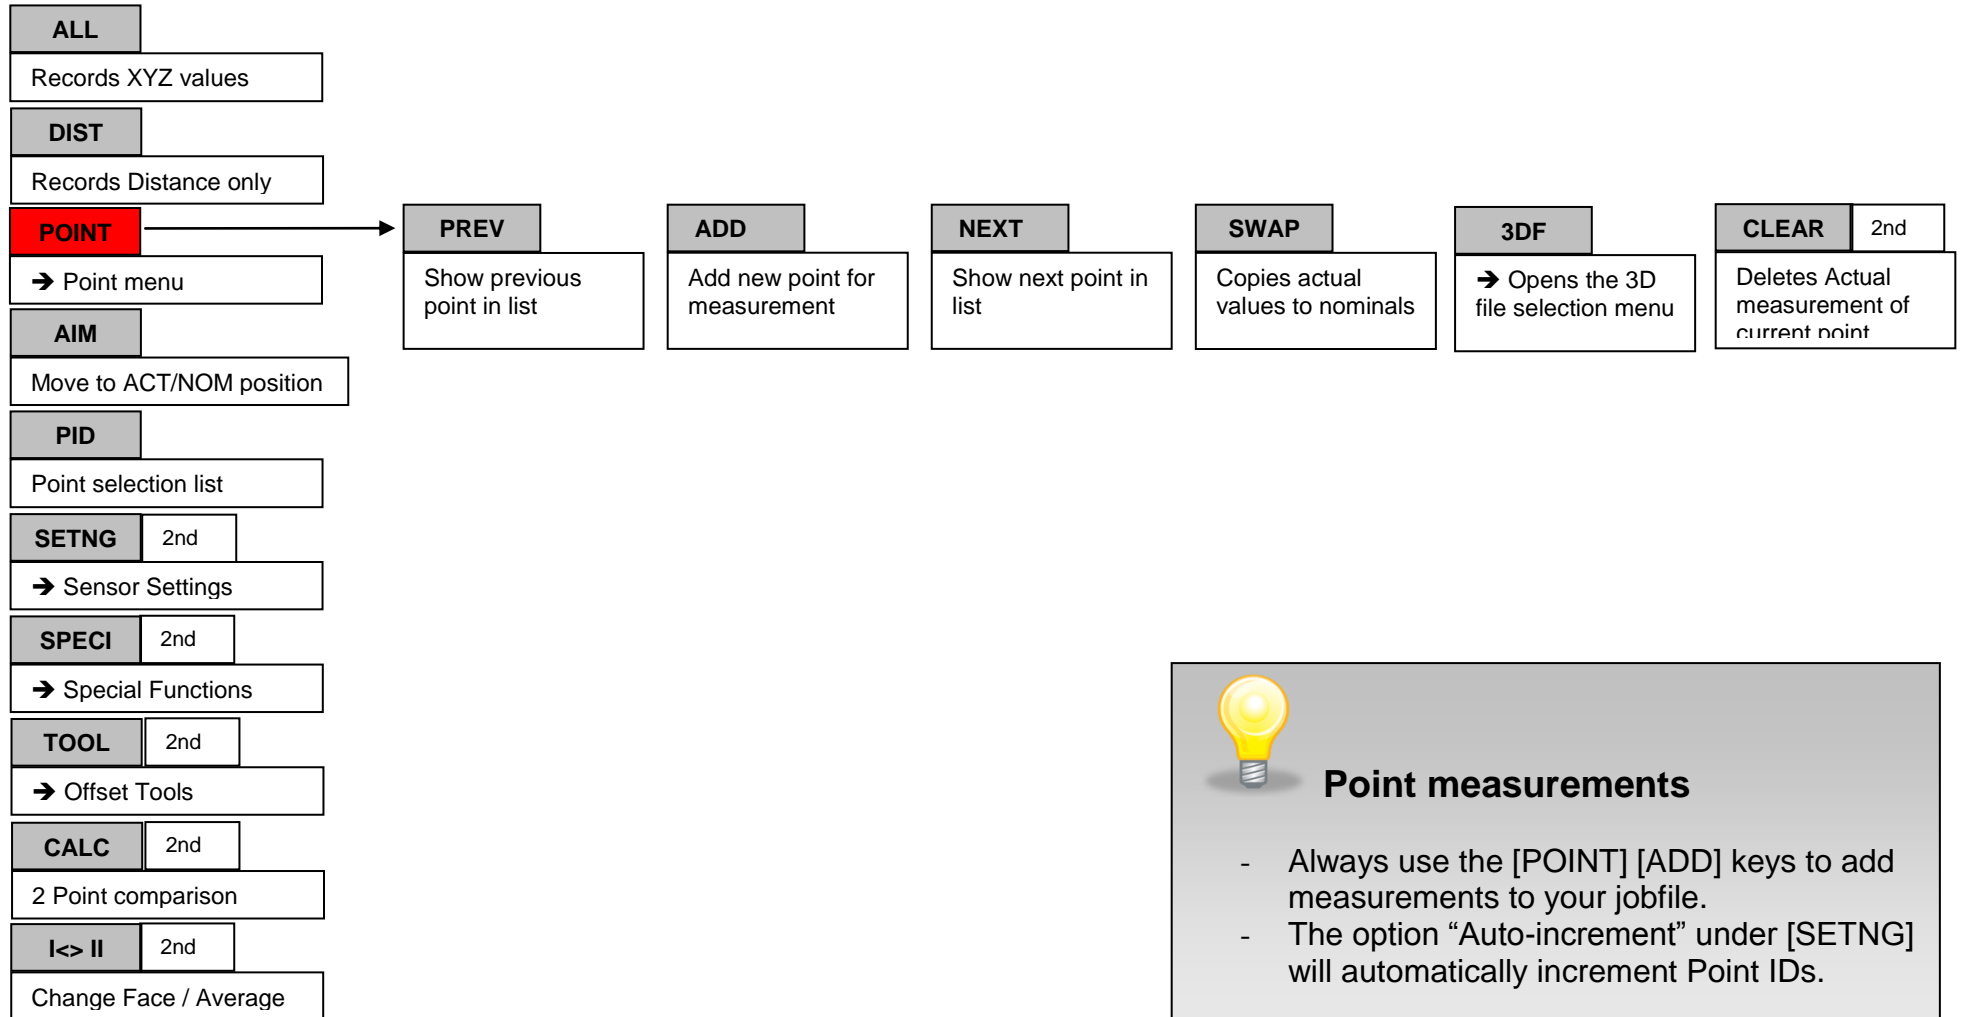 ALL
Records XYZ values
DIST
Records Distance only
POINT
➔ Point menu
PREV
Show previous
point in list
ADD
Add new point for
measurement
NEXT
Show next point in
list
SWAP
Copies actual
values to nominals
3DF
➔ Opens the 3D
file selection menu
CLEAR 2nd
Deletes Actual
measurement of
current point
AIM
Move to ACT/NOM position
PID
Point selection list
SETNG 2nd
➔ Sensor Settings
SPECI 2nd
➔ Special Functions
TOOL 2nd
➔ Offset Tools
CALC 2nd
2 Point comparison
I<> II 2nd
Change Face / Average
Point measurements
- Always use the [POINT] [ADD] keys to add
measurements to your jobfile.
- The option “Auto-increment” under [SETNG]
will automatically increment Point IDs.